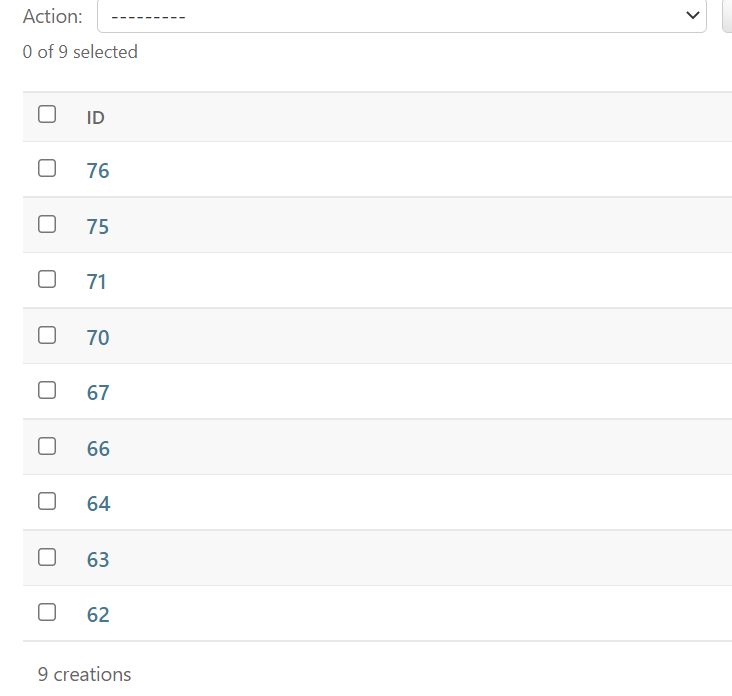 Action: ---------
0 of 9 selected
ID
76
75
71
70
67
66
64
63
62
9 creations